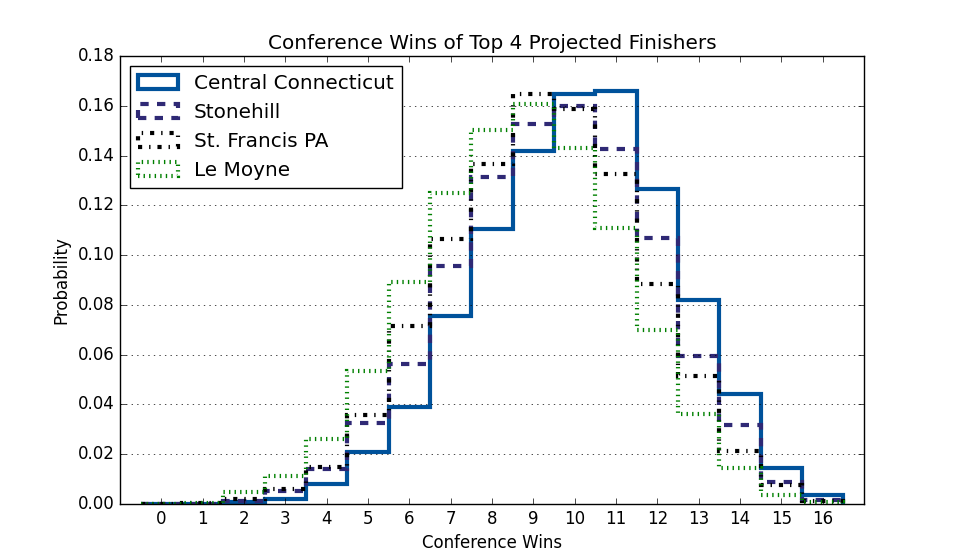 Conference Wins of Top 4 Projected Finishers
Central Connecticut
Stonehill
St. Francis PA
Le Moyne
Probability
0.18
0.16
0.14
0.12
0.10
0.08
0.06
0.04
0.02
0.00
0 1 2 3 4 5 6 7 8 9 10 11 12 13 14 15 16
Conference Wins